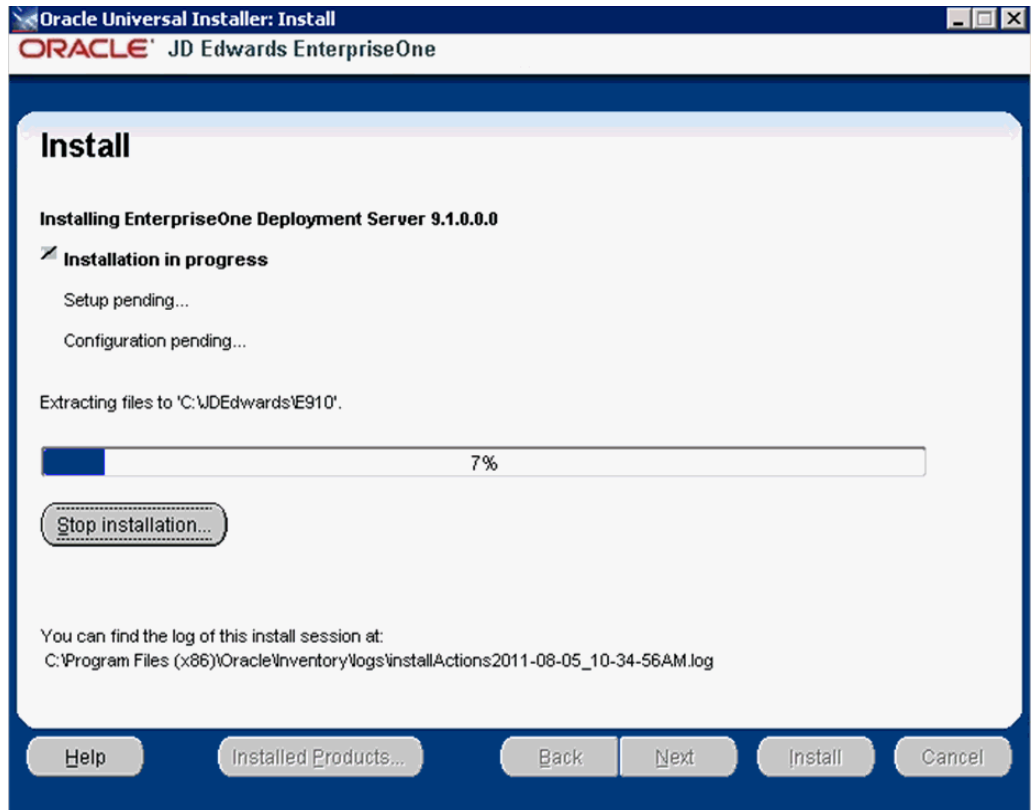 Oracle Universal Installer: Install
ORACLE® JD Edwards EnterpriseOne
Install
Installing EnterpriseOne Deployment Server 9.1.0.0.0
Installation in progress
Setup pending...
Configuration pending...
Extracting files to 'C:\JDEdwards\E910'.
7%
Stop installation...
You can find the log of this install session at:
C:\Program Files (x86)\Oracle\Inventory\logs\installActions2011-08-05_10-34-56AM.log
Help Installed Products... Back Next Install Cancel